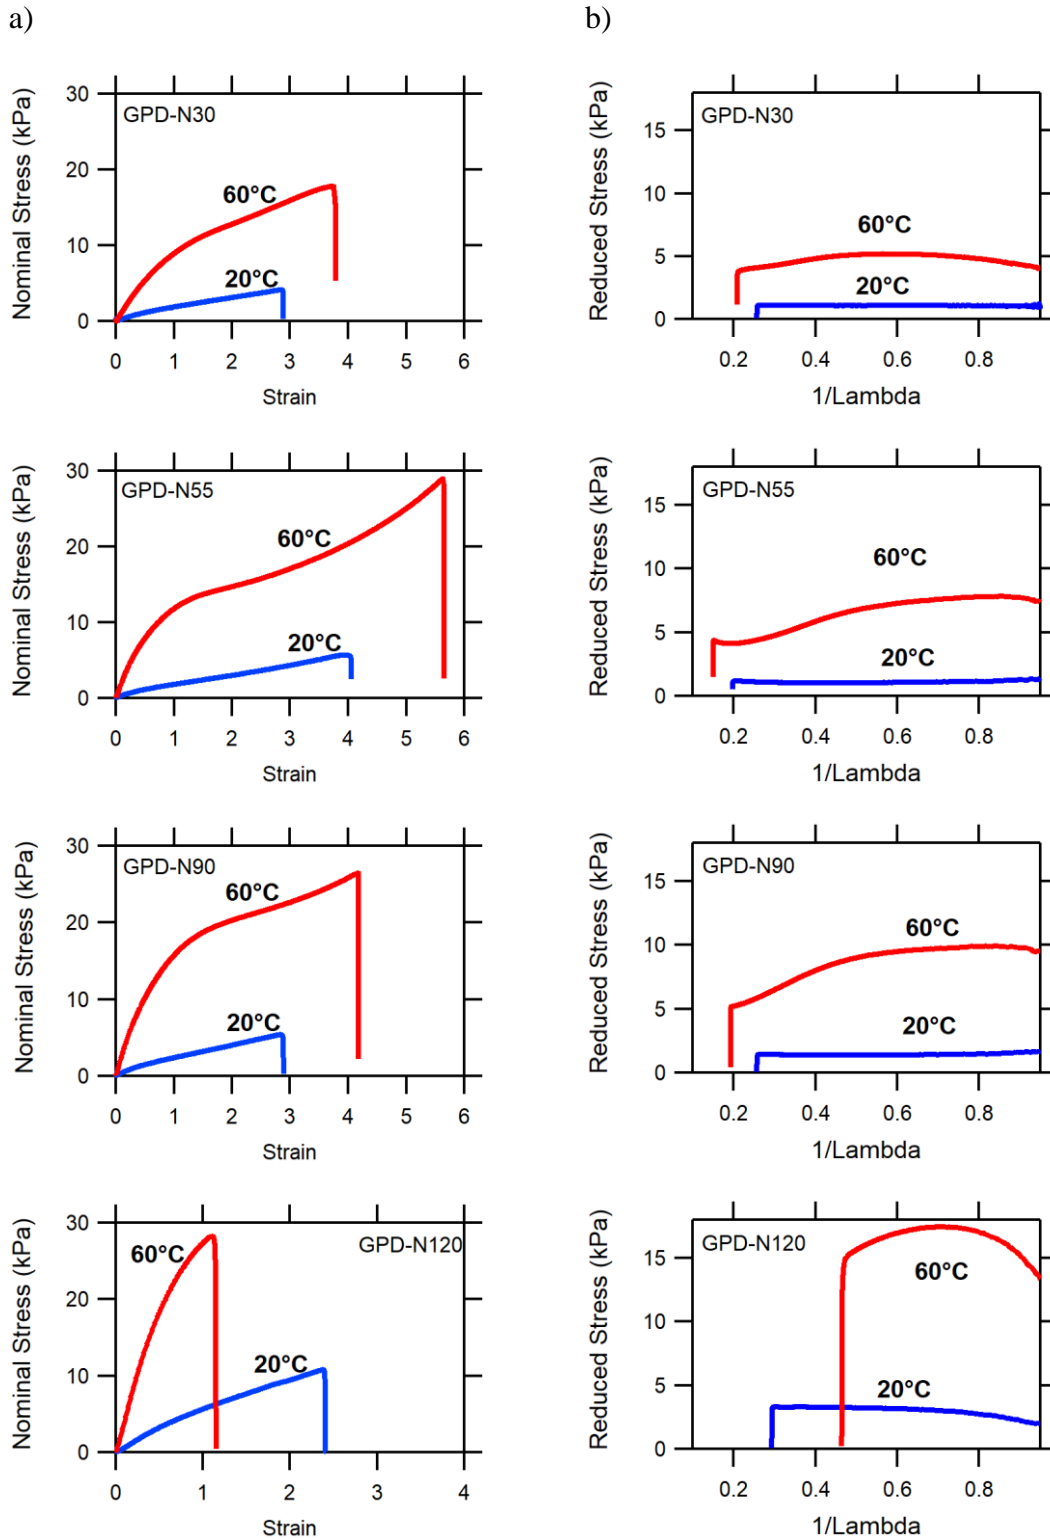 a)
b)
30
20
10
0
Nominal Stress (kPa)
GPD-N30
60°C
20°C
0 1 2 3 4 5 6
Strain
15
10
5
0
Reduced Stress (kPa)
GPD-N30
60°C
20°C
0.2 0.4 0.6 0.8
1/Lambda
30
20
10
0
Nominal Stress (kPa)
GPD-N55
60°C
20°C
0 1 2 3 4 5 6
Strain
15
10
5
0
Reduced Stress (kPa)
GPD-N55
60°C
20°C
0.2 0.4 0.6 0.8
1/Lambda
30
20
10
0
Nominal Stress (kPa)
GPD-N90
60°C
20°C
0 1 2 3 4 5 6
Strain
15
10
5
0
Reduced Stress (kPa)
GPD-N90
60°C
20°C
0.2 0.4 0.6 0.8
1/Lambda
30
20
10
0
Nominal Stress (kPa)
GPD-N120
60°C
20°C
0 1 2 3 4
Strain
15
10
5
0
Reduced Stress (kPa)
GPD-N120
60°C
20°C
0.2 0.4 0.6 0.8
1/Lambda